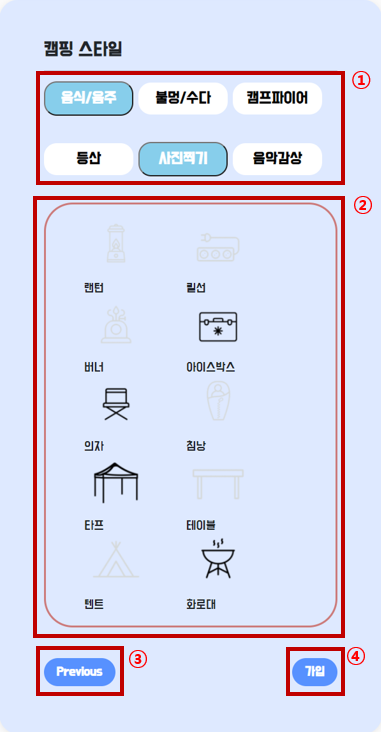 캠핑 스타일
①
음식/음주 불멍/수다 캠프파이어
등산 사진찍기 음악감상
②
랜턴 릴선
버너 아이스박스
의자 침낭
타프 테이블
텐트 화로대
③ ④
Previous 가입